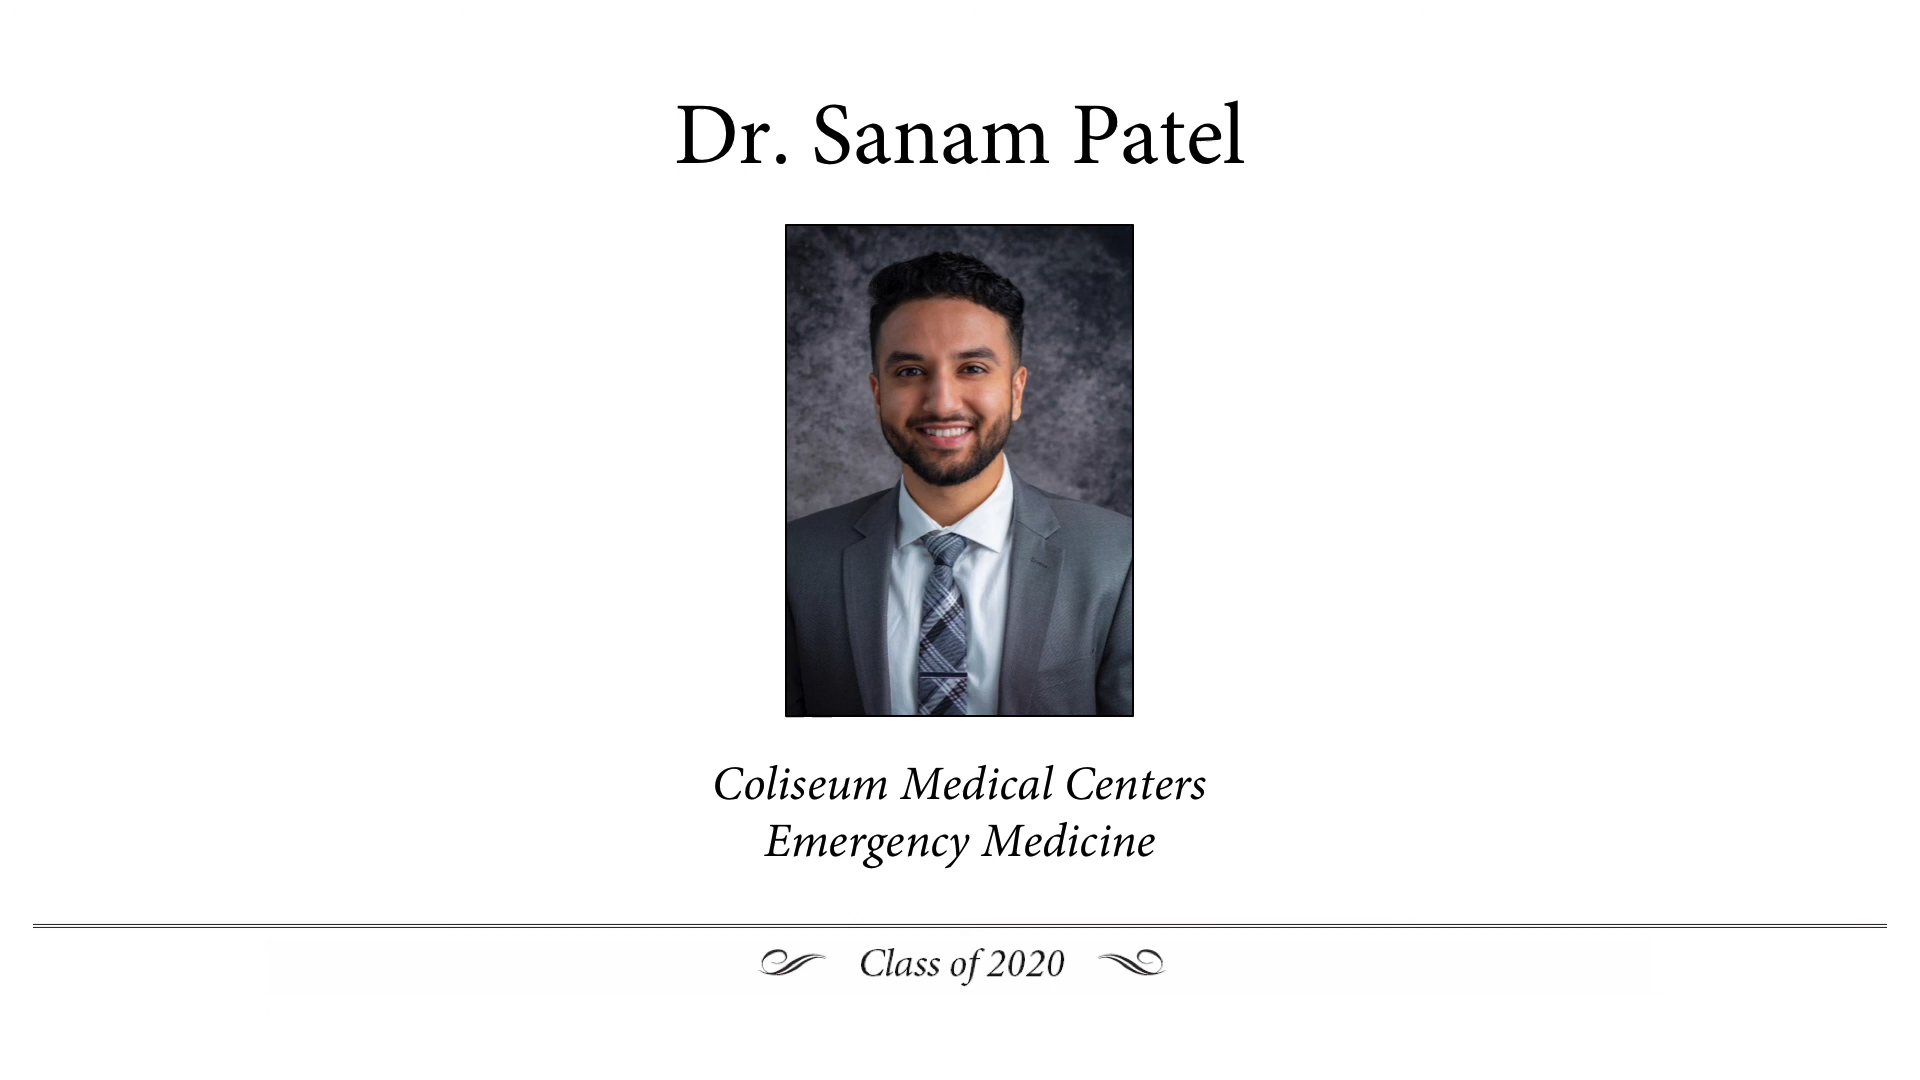 Dr. Sanam Patel
Coliseum Medical Centers
Emergency Medicine
Class of 2020